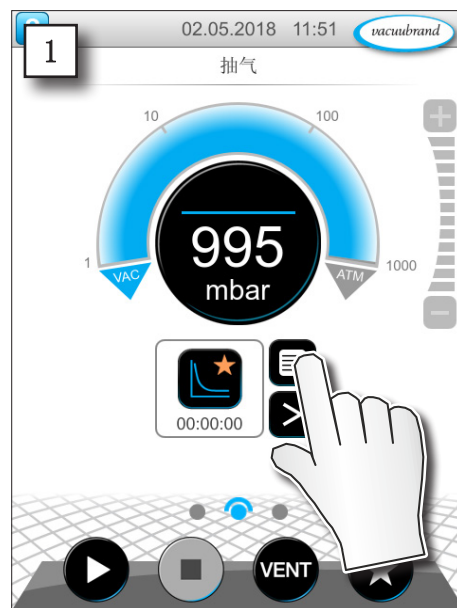 1
02.05.2018 11:51
vacuubrand
抽气
10
100
1
VAC
995
mbar
ATM
1000
00:00:00
VENT